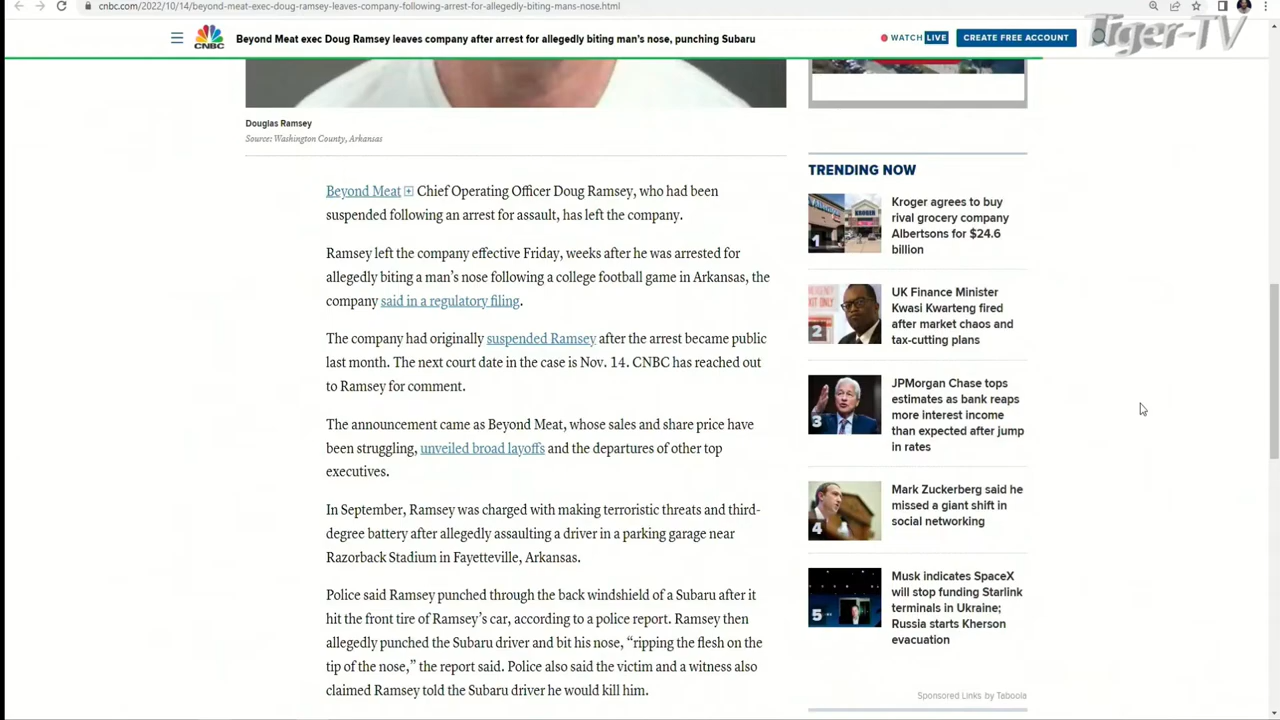 cnbc.com/2022/10/14/beyond-meat-exec-doug-ramsey-leaves-company-following-arrest-for-allegedly-biting-mans-nose.html
CNBC
Beyond Meat exec Doug Ramsey leaves company after arrest for allegedly biting man's nose, punching Subaru
WATCH LIVE
CREATE FREE ACCOUNT
Tiger-TV
Douglas Ramsey
Source: Washington County, Arkansas
Beyond Meat Chief Operating Officer Doug Ramsey, who had been
suspended following an arrest for assault, has left the company.
Ramsey left the company effective Friday, weeks after he was arrested for
allegedly biting a man's nose following a college football game in Arkansas, the
company said in a regulatory filing.
The company had originally suspended Ramsey after the arrest became public
last month. The next court date in the case is Nov. 14. CNBC has reached out
to Ramsey for comment.
The announcement came as Beyond Meat, whose sales and share price have
been struggling, unveiled broad layoffs and the departures of other top
executives.
In September, Ramsey was charged with making terroristic threats and third-
degree battery after allegedly assaulting a driver in a parking garage near
Razorback Stadium in Fayetteville, Arkansas.
Police said Ramsey punched through the back windshield of a Subaru after it
hit the front tire of Ramsey's car, according to a police report. Ramsey then
allegedly punched the Subaru driver and bit his nose, “ripping the flesh on the
tip of the nose,” the report said. Police also said the victim and a witness also
claimed Ramsey told the Subaru driver he would kill him.
TRENDING NOW
1
Kroger agrees to buy
rival grocery company
Albertsons for $24.6
billion
2
UK Finance Minister
Kwasi Kwarteng fired
after market chaos and
tax-cutting plans
3
JPMorgan Chase tops
estimates as bank reaps
more interest income
than expected after jump
in rates
4
Mark Zuckerberg said he
missed a giant shift in
social networking
5
Musk indicates SpaceX
will stop funding Starlink
terminals in Ukraine;
Russia starts Kherson
evacuation
Sponsored Links by Taboola